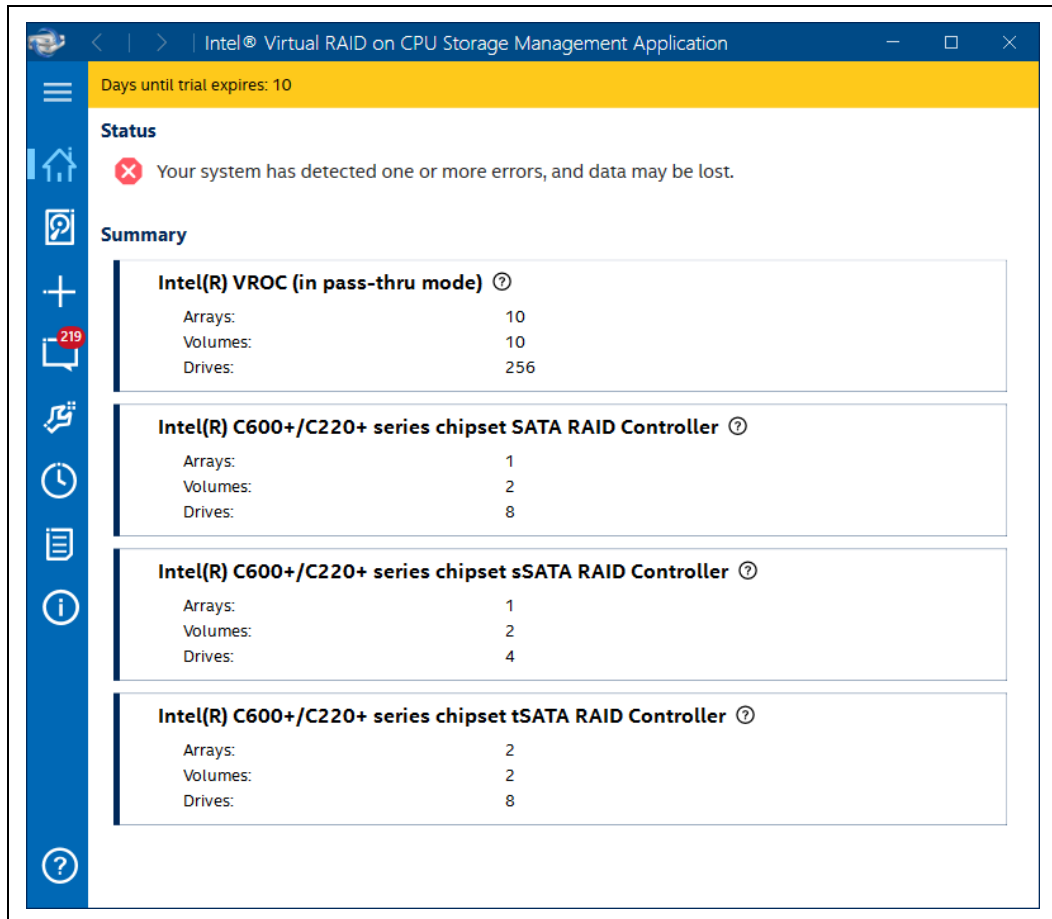 Intel® Virtual RAID on CPU Storage Management Application
Days until trial expires: 10
Status
Your system has detected one or more errors, and data may be lost.
219
Summary
Intel(R) VROC (in pass-thru mode) ?
Arrays: 10
Volumes: 10
Drives: 256
Intel(R) C600+/C220+ series chipset SATA RAID Controller ?
Arrays: 1
Volumes: 2
Drives: 8
Intel(R) C600+/C220+ series chipset sSATA RAID Controller ?
Arrays: 1
Volumes: 2
Drives: 4
Intel(R) C600+/C220+ series chipset tSATA RAID Controller ?
Arrays: 2
Volumes: 2
Drives: 8
?